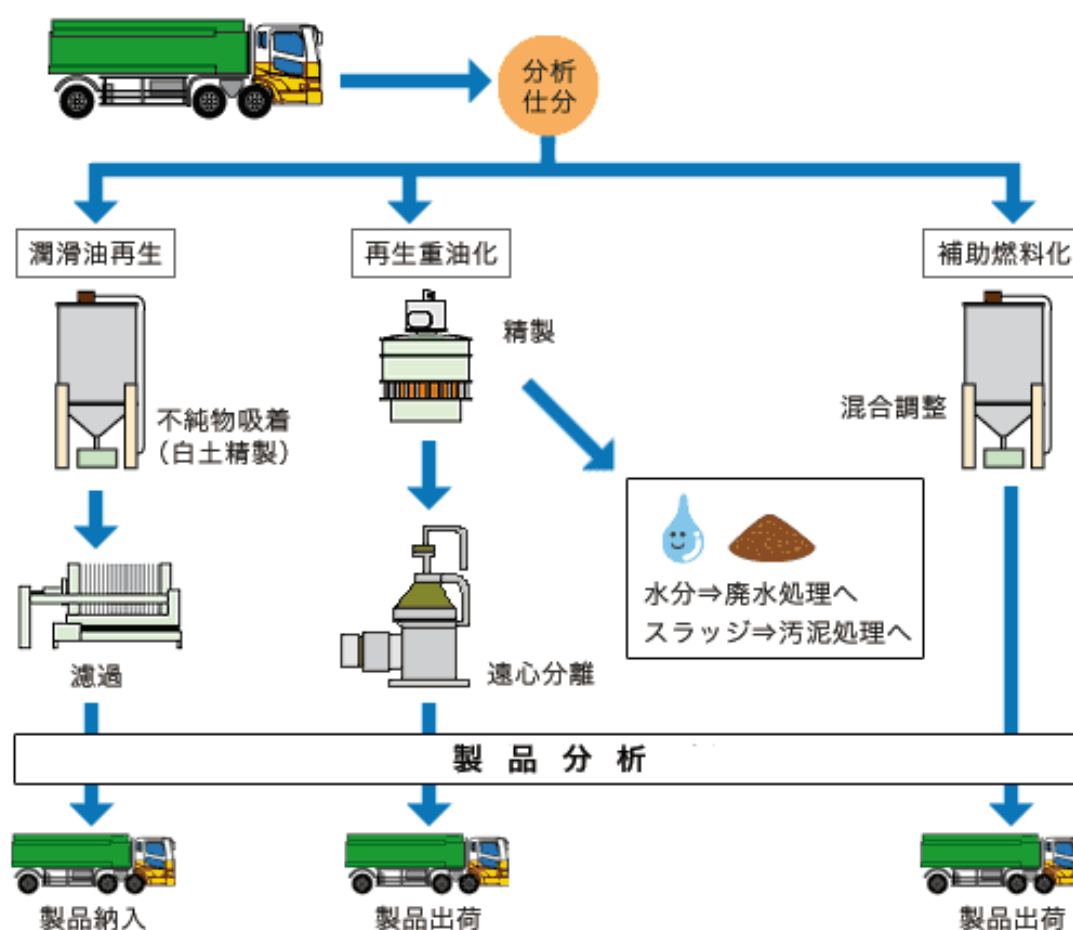 分析
仕分
潤滑油再生
再生重油化
補助燃料化
精製
不純物吸着
（白土精製）
混合調整
水分⇒廃水処理へ
スラッジ⇒汚泥処理へ
濾過
遠心分離
製品分析
製品納入
製品出荷
製品出荷